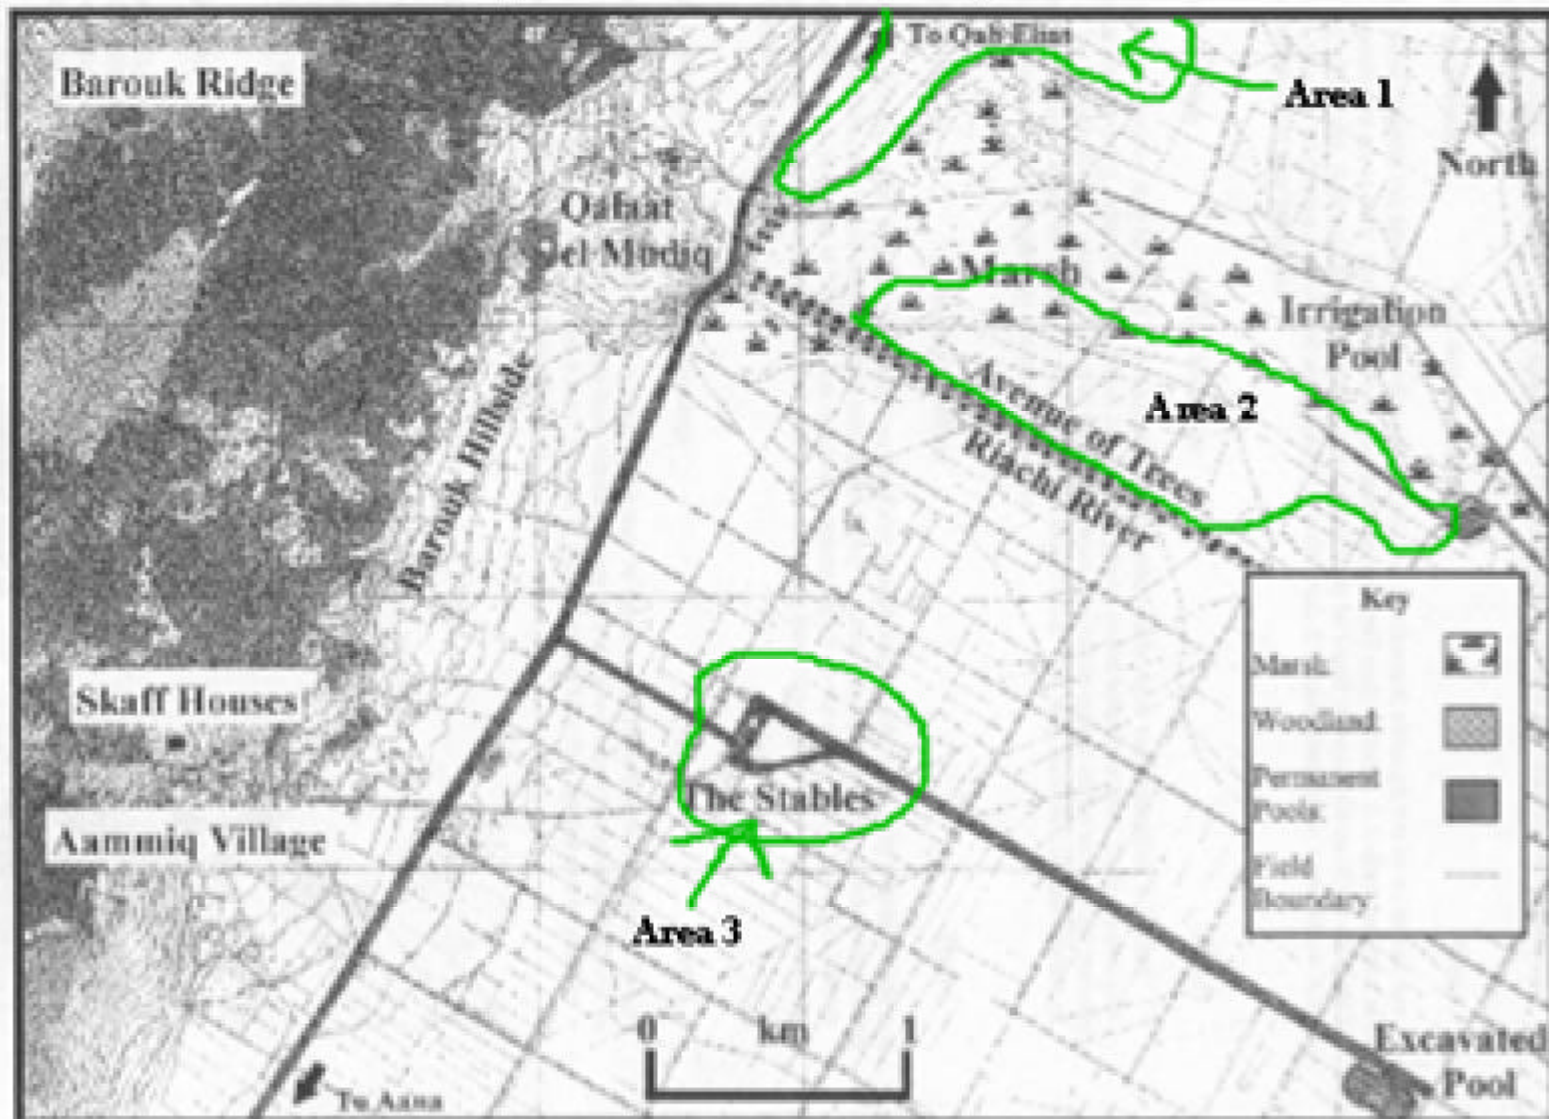 To Qab Elias
Barouk Ridge
Area 1
North
Qalaat
el Mudiq
Marsh
Irrigation
Pool
Avenue of Trees
Area 2
Riachi River
Barouk Hillside
Key
Marsh
Woodland
Skaff Houses
Permanent
Pools
The Stables
Aammiq Village
Field
Boundary
Area 3
0 km 1
Excavated
Pool
To Aana